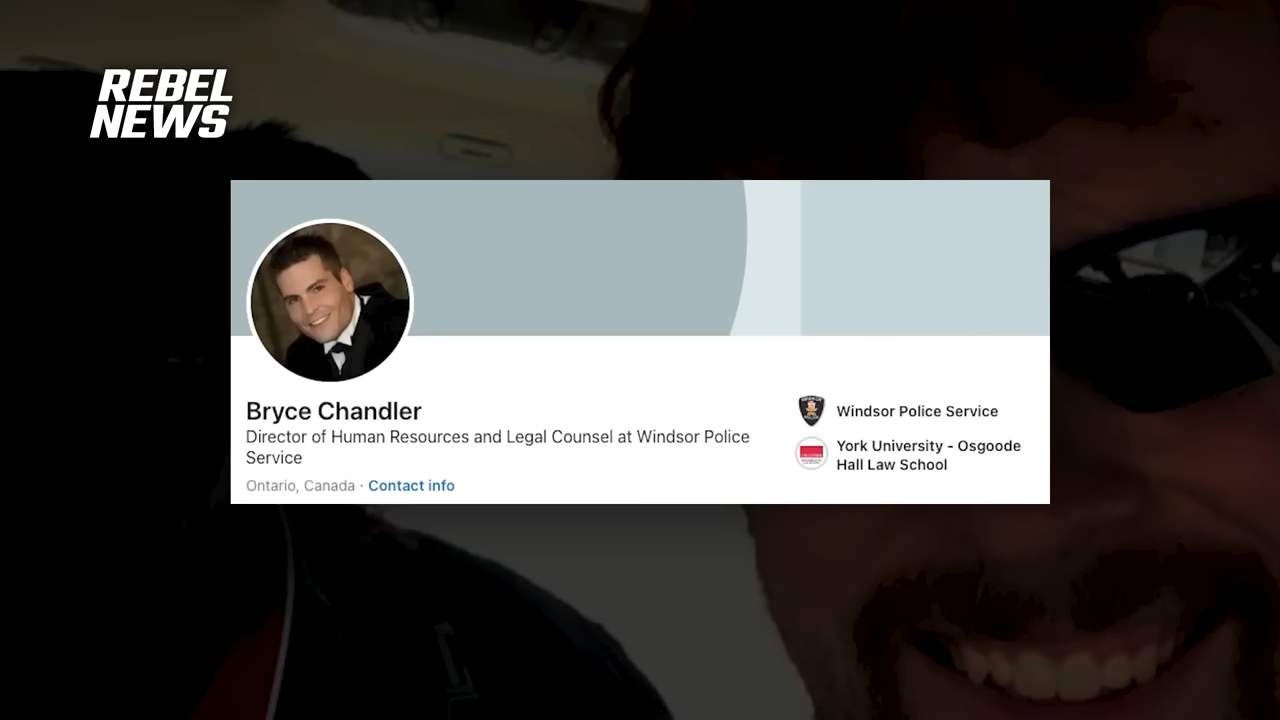 REBEL
NEWS
Bryce Chandler
Director of Human Resources and Legal Counsel at Windsor Police
Service
Ontario, Canada · Contact info
Windsor Police Service
York University - Osgoode
Hall Law School